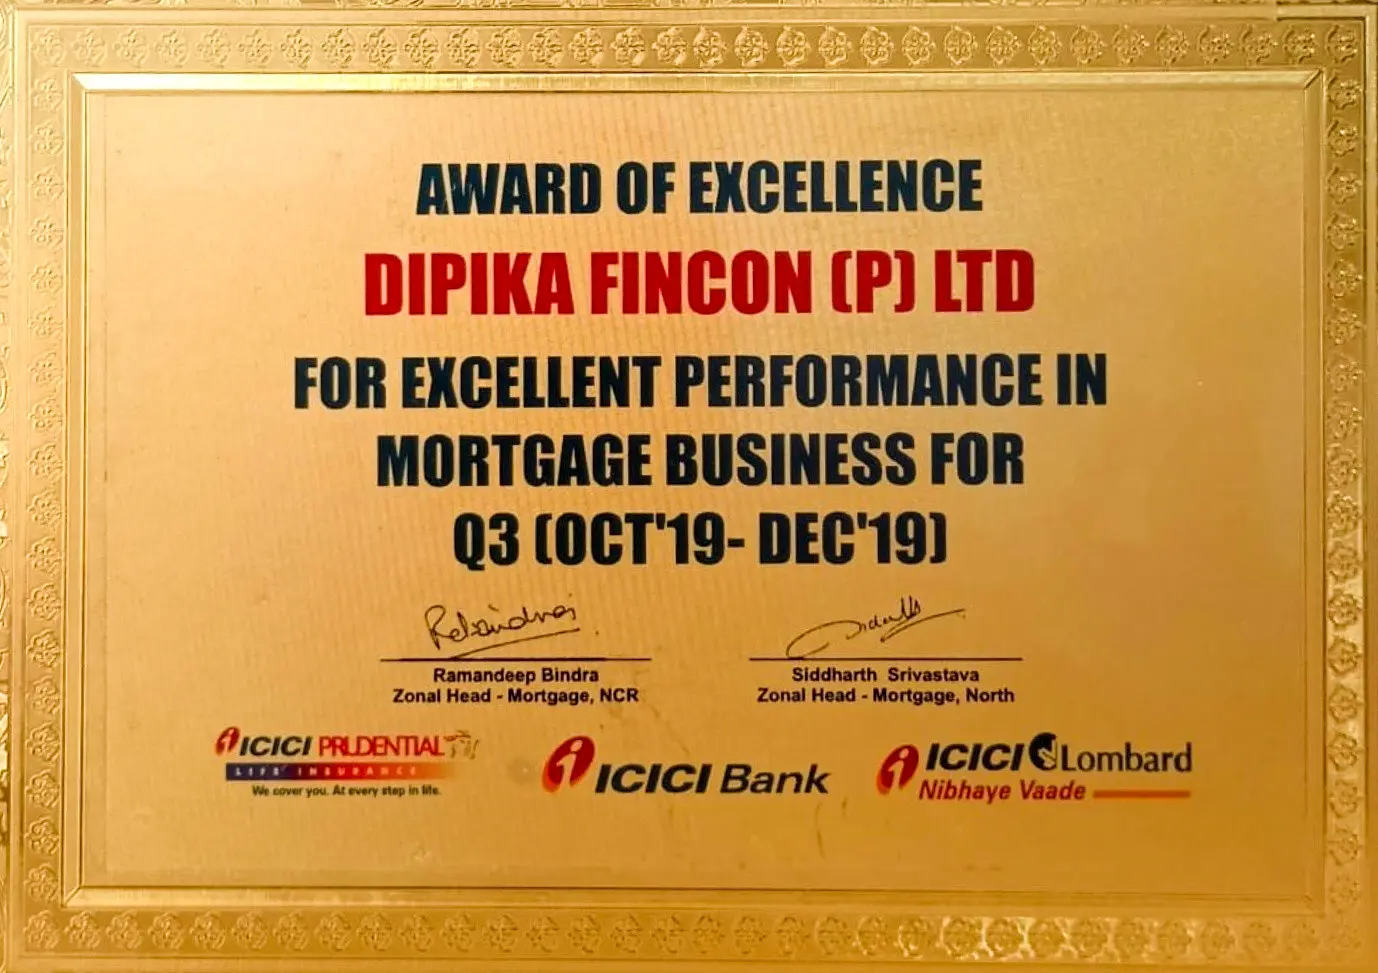 AWARD OF EXCELLENCE
DIPIKA FINCON (P) LTD
FOR EXCELLENT PERFORMANCE IN
MORTGAGE BUSINESS FOR
Q3 (OCT'19- DEC'19)
Ramandeep Bindra
Zonal Head - Mortgage, NCR
Siddharth Srivastava
Zonal Head - Mortgage, North
ICICI PRUDENTIAL
LIFE INSURANCE
We cover you. At every step in life.
ICICI Bank
ICICI Lombard
Nibhaye Vaade